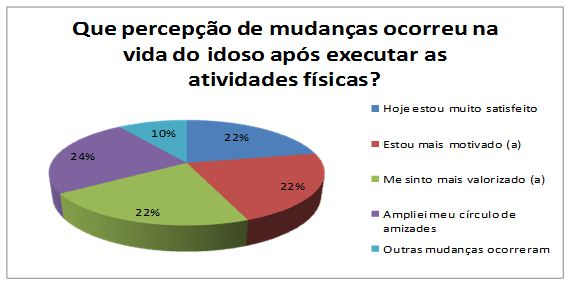 Que percepção de mudanças ocorreu na
vida do idoso após executar as
atividades físicas?
10%
22%
24%
22%
22%
Hoje estou muito satisfeito
Estou mais motivado (a)
Me sinto mais valorizado (a)
Ampliei meu círculo de
amizades
Outras mudanças ocorreram